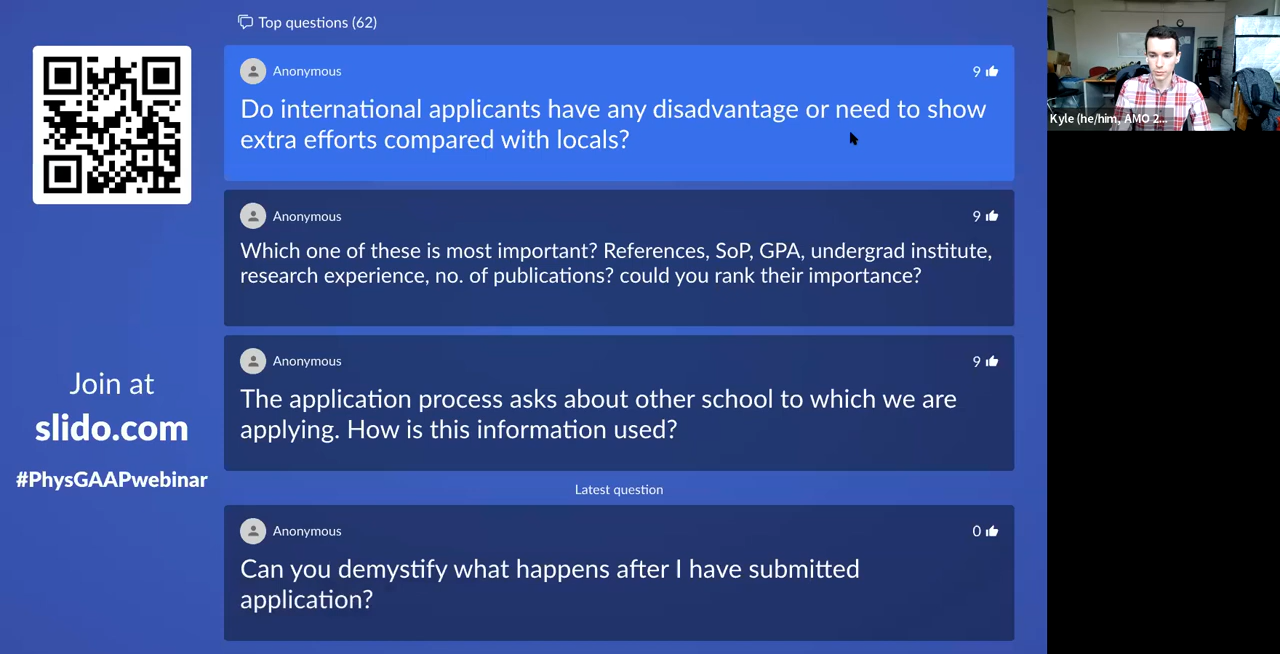 Top questions (62)
Anonymous
9
Do international applicants have any disadvantage or need to show
extra efforts compared with locals?
Anonymous
9
Which one of these is most important? References, SoP, GPA, undergrad institute,
research experience, no. of publications? could you rank their importance?
Anonymous
9
The application process asks about other school to which we are
applying. How is this information used?
Latest question
Anonymous
0
Can you demystify what happens after I have submitted
application?
Join at
slido.com
#PhysGAAPwebinar
Kyle (he/him, AMO 2...